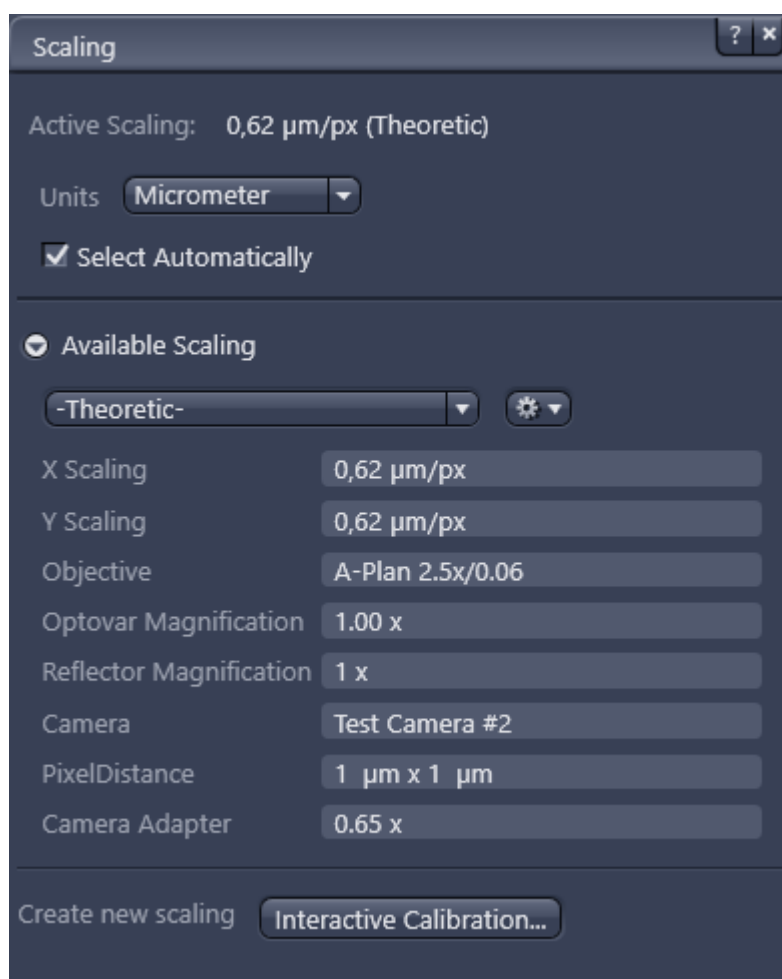 Scaling ? ×
Active Scaling: 0,62 µm/px (Theoretic)
Units Micrometer
Select Automatically
Available Scaling
-Theoretic-
X Scaling 0,62 µm/px
Y Scaling 0,62 µm/px
Objective A-Plan 2.5x/0.06
Optovar Magnification 1.00 x
Reflector Magnification 1 x
Camera Test Camera #2
PixelDistance 1 µm x 1 µm
Camera Adapter 0.65 x
Create new scaling Interactive Calibration...